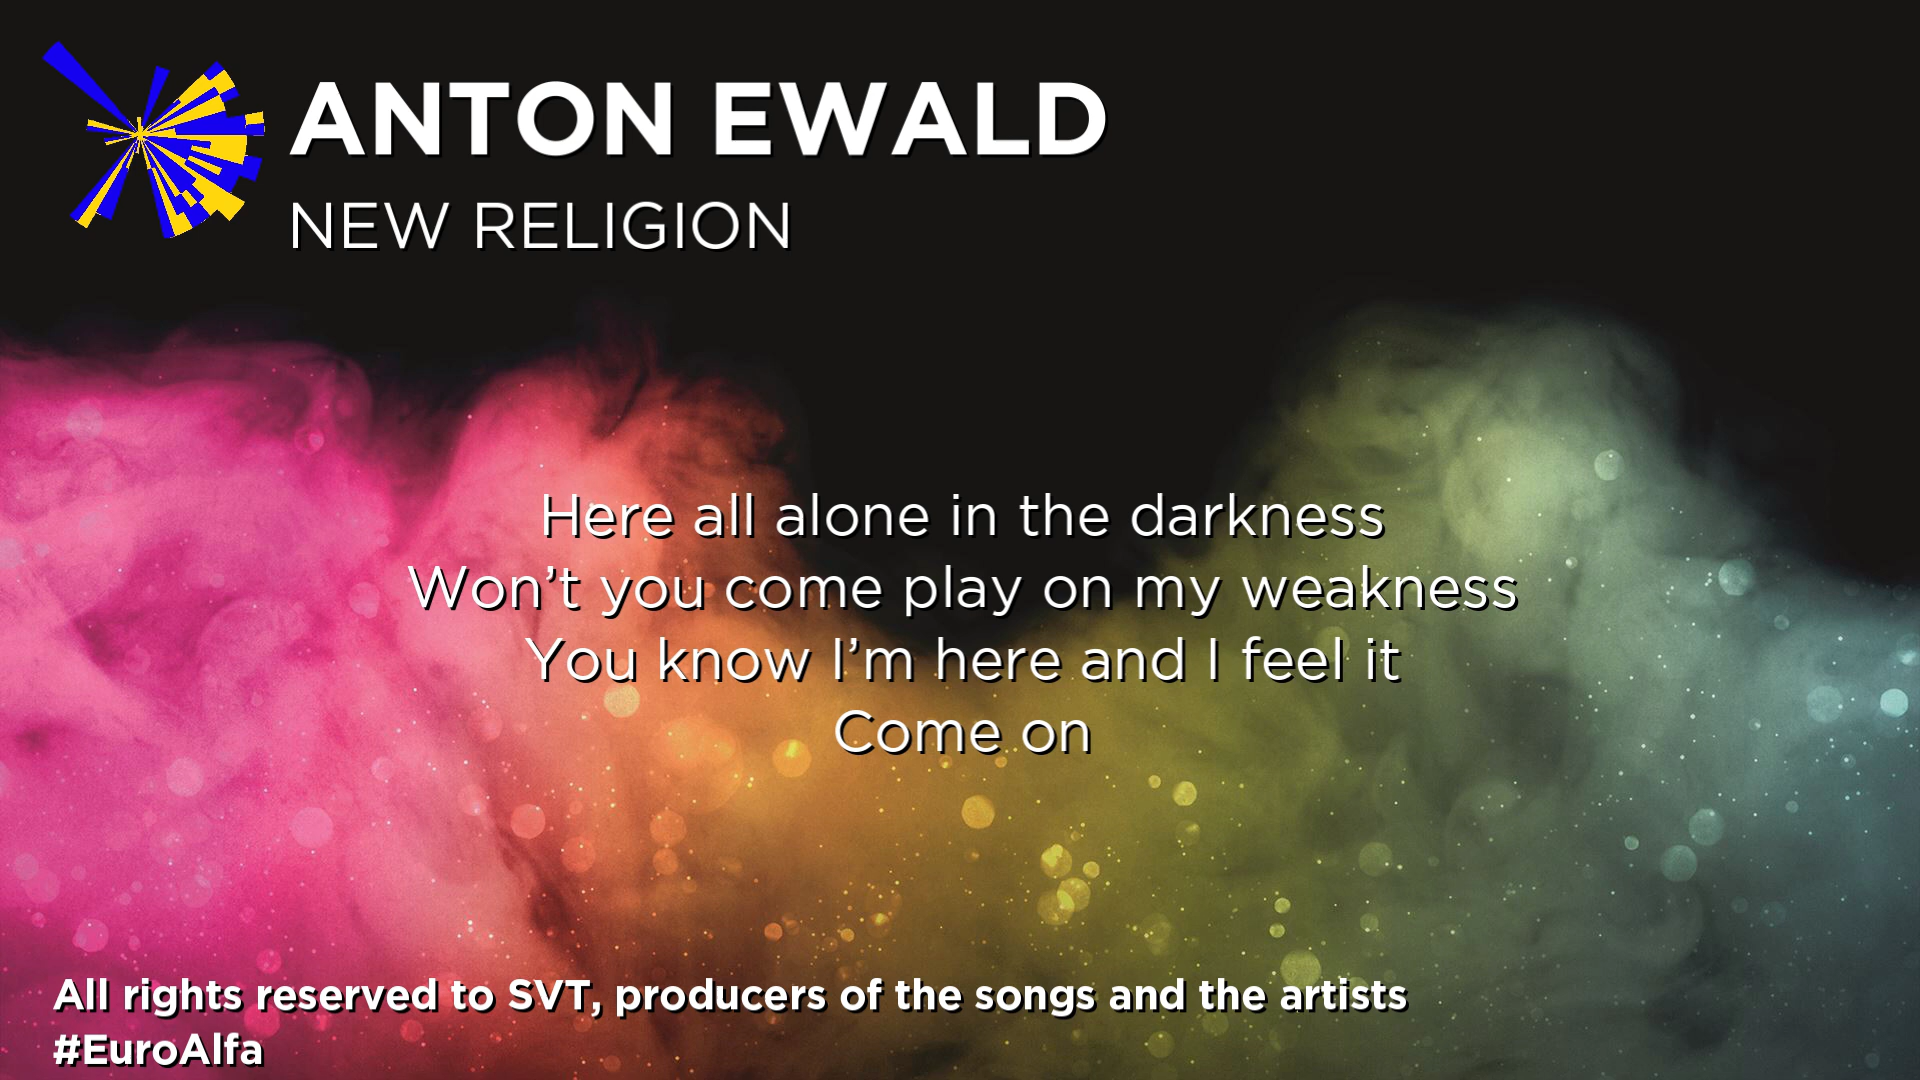 ANTON EWALD
NEW RELIGION
Here all alone in the darkness
Won’t you come play on my weakness
You know I’m here and I feel it
Come on
All rights reserved to SVT, producers of the songs and the artists
#EuroAlfa